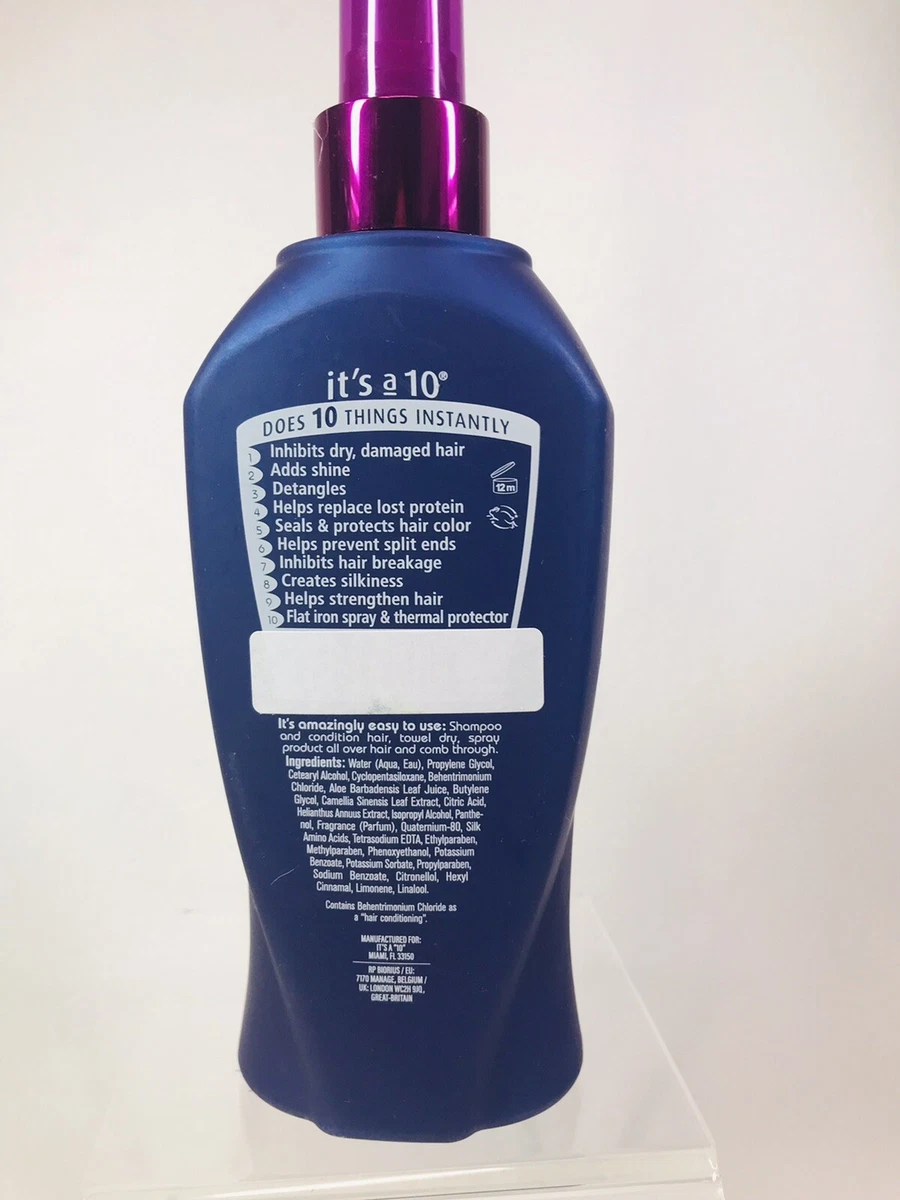 it's a 10®
DOES 10 THINGS INSTANTLY
1 Inhibits dry, damaged hair
2 Adds shine
3 Detangles
4 Helps replace lost protein
5 Seals & protects hair color
6 Helps prevent split ends
7 Inhibits hair breakage
8 Creates silkiness
9 Helps strengthen hair
10 Flat iron spray & thermal protector
12m
It's amazingly easy to use: Shampoo
and condition hair, towel dry, spray
product all over hair and comb through.
Ingredients: Water (Aqua, Eau), Propylene Glycol,
Cetearyl Alcohol, Cyclopentasiloxane, Behentrimonium
Chloride, Aloe Barbadensis Leaf Juice, Butylene
Glycol, Camellia Sinensis Leaf Extract, Citric Acid,
Helianthus Annuus Extract, Isopropyl Alcohol, Panthe-
nol, Fragrance (Parfum), Quaternium-80, Silk
Amino Acids, Tetrasodium EDTA, Ethylparaben,
Methylparaben, Phenoxyethanol, Potassium
Benzoate, Potassium Sorbate, Propylparaben,
Sodium Benzoate, Citronellol, Hexyl
Cinnamal, Limonene, Linalool.
Contains Behentrimonium Chloride as
a "hair conditioning".
MANUFACTURED FOR:
IT'S A "10"
MIAMI, FL 33150
RP BIORIUS / EU:
7170 MANAGE, BELGIUM /
UK: LONDON WC2H 9JQ,
GREAT-BRITAIN